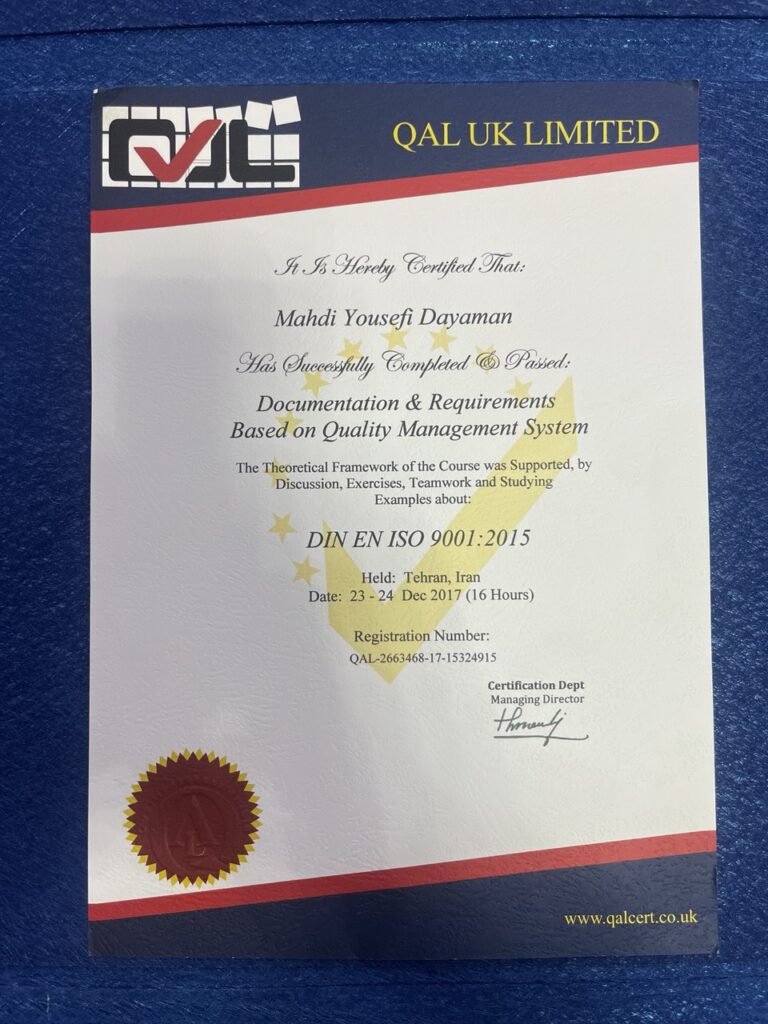 QAL
QAL UK LIMITED
It Is Hereby Certified That:
Mahdi Yousefi Dayaman
Has Successfully Completed & Passed:
Documentation & Requirements
Based on Quality Management System
The Theoretical Framework of the Course was Supported, by
Discussion, Exercises, Teamwork and Studying
Examples about:
DIN EN ISO 9001:2015
Held: Tehran, Iran
Date: 23 - 24 Dec 2017 (16 Hours)
Registration Number:
QAL-2663468-17-15324915
Certification Dept
Managing Director
www.qalcert.co.uk